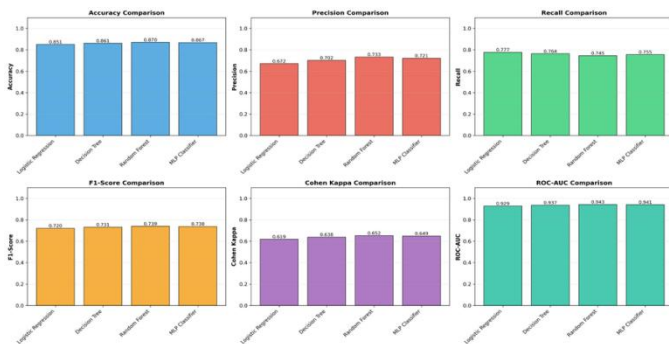 Accuracy Comparison
1.0
0.8
0.6
0.4
0.2
0.0
Accuracy
0.851
0.861
0.870
0.867
Logistic Regression
Decision Tree
Random Forest
MLP Classifier
Precision Comparison
1.0
0.8
0.6
0.4
0.2
0.0
Precision
0.672
0.702
0.733
0.721
Logistic Regression
Decision Tree
Random Forest
MLP Classifier
Recall Comparison
1.0
0.8
0.6
0.4
0.2
0.0
Recall
0.777
0.745
0.755
Logistic Regression
Decision Tree
Random Forest
MLP Classifier
F1-Score Comparison
1.0
0.8
0.6
0.4
0.2
0.0
F1-Score
0.720
0.739
0.738
Logistic Regression
Decision Tree
Random Forest
MLP Classifier
Cohen Kappa Comparison
1.0
0.8
0.6
0.4
0.2
0.0
Cohen Kappa
0.619
0.652
0.649
Logistic Regression
Decision Tree
Random Forest
MLP Classifier
ROC-AUC Comparison
1.0
0.8
0.6
0.4
0.2
0.0
ROC-AUC
0.929
0.937
0.943
0.941
Logistic Regression
Decision Tree
Random Forest
MLP Classifier